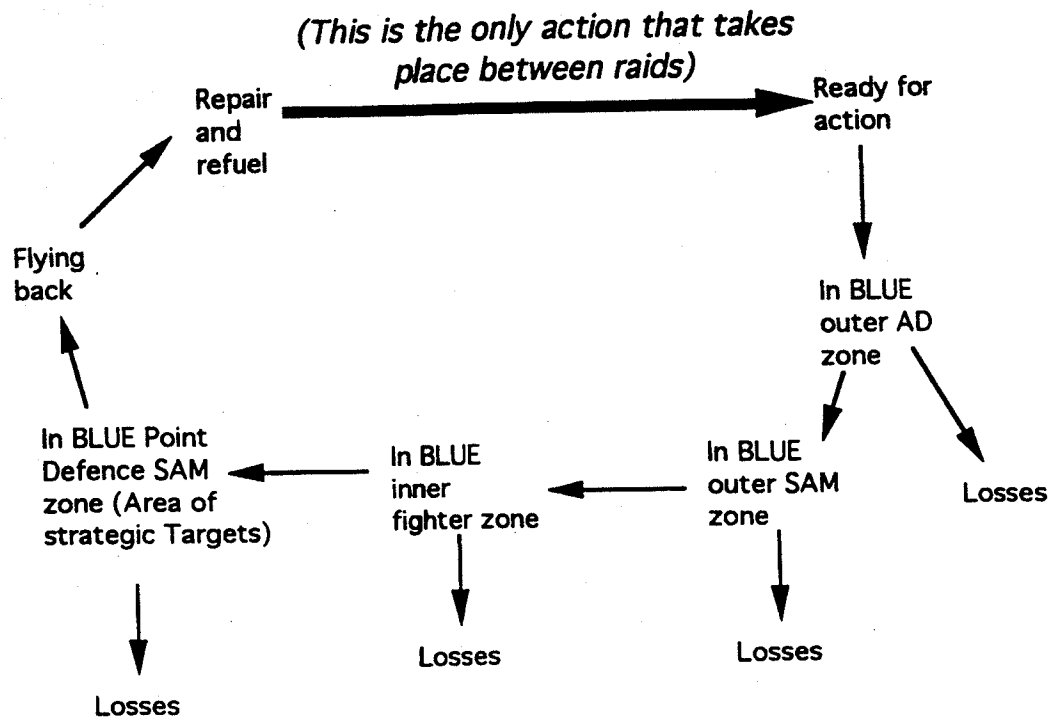 (This is the only action that takes
place between raids)
Repair
and
refuel
Ready for
action
Flying
back
In BLUE
outer AD
zone
In BLUE Point
Defence SAM
zone (Area of
strategic Targets)
In BLUE
inner
fighter zone
In BLUE
outer SAM
zone
Losses
Losses
Losses
Losses